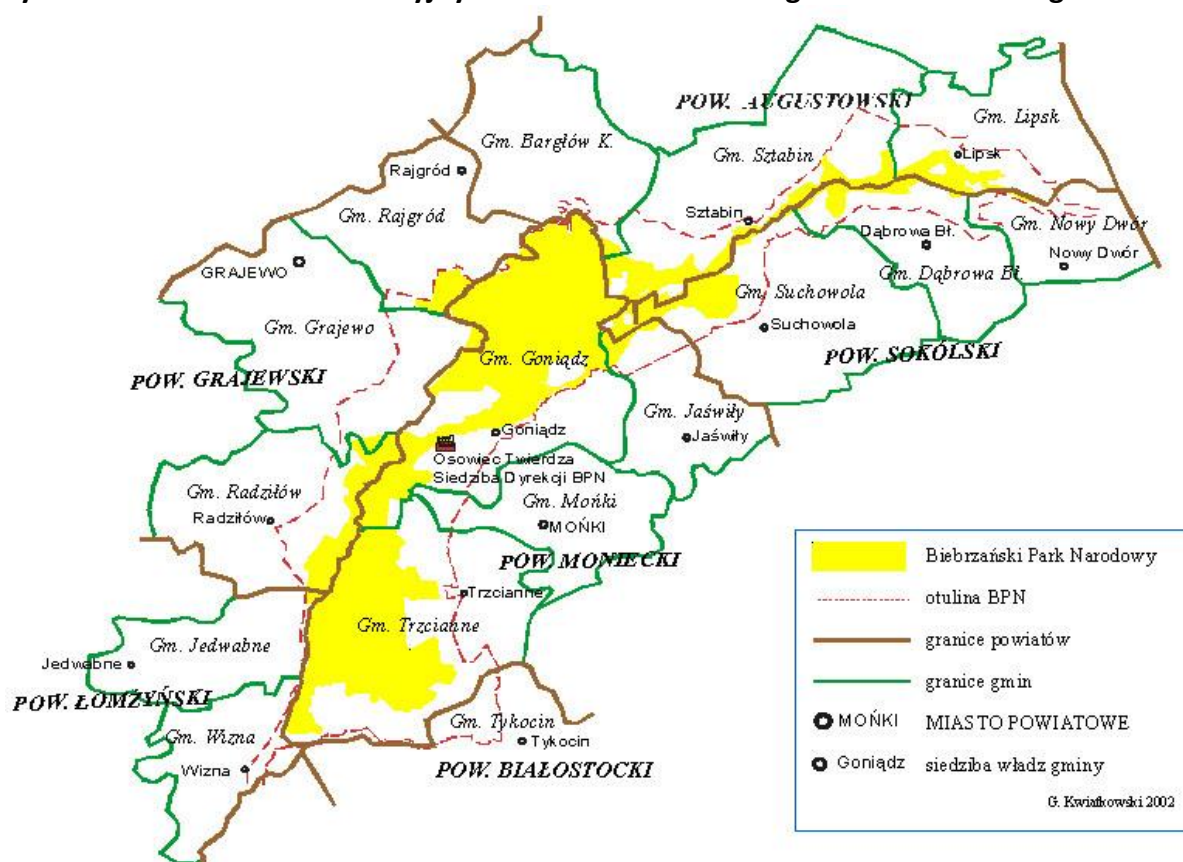 POW. AUGUSTOWSKI
Gm. Lipsk
Gm. Bargłów K.
Gm. Sztabin
Lipsk
Rajgród
Gm. Rajgród
Sztabin
Dąbrowa Bł.
Gm. Nowy Dwór
Nowy Dwór
GRAJEWO
Gm. Dąbrowa Bł.
Gm. Suchowola
Gm. Grajewo
Suchowola
POW. SOKÓLSKI
Gm. Goniądz
POW. GRAJEWSKI
Gm. Jaświły
Goniądz
Jaświły
Osowiec Twierdza
Siedziba Dyrekcji BPN
Gm. Radziłów
Radziłów
Gm. Mońki
MOŃKI
POW. MONIECKI
Trzcianne
Gm. Trzcianne
Gm. Jedwabne
Jedwabne
POW. ŁOMŻYŃSKI
Gm. Wizna
Wizna
Gm. Tykocin
Tykocin
POW. BIAŁOSTOCKI
Biebrzański Park Narodowy
otulina BPN
granice powiatów
granice gmin
MOŃKI MIASTO POWIATOWE
Goniądz siedziba władz gminy
G. Kwiatkowski 2002